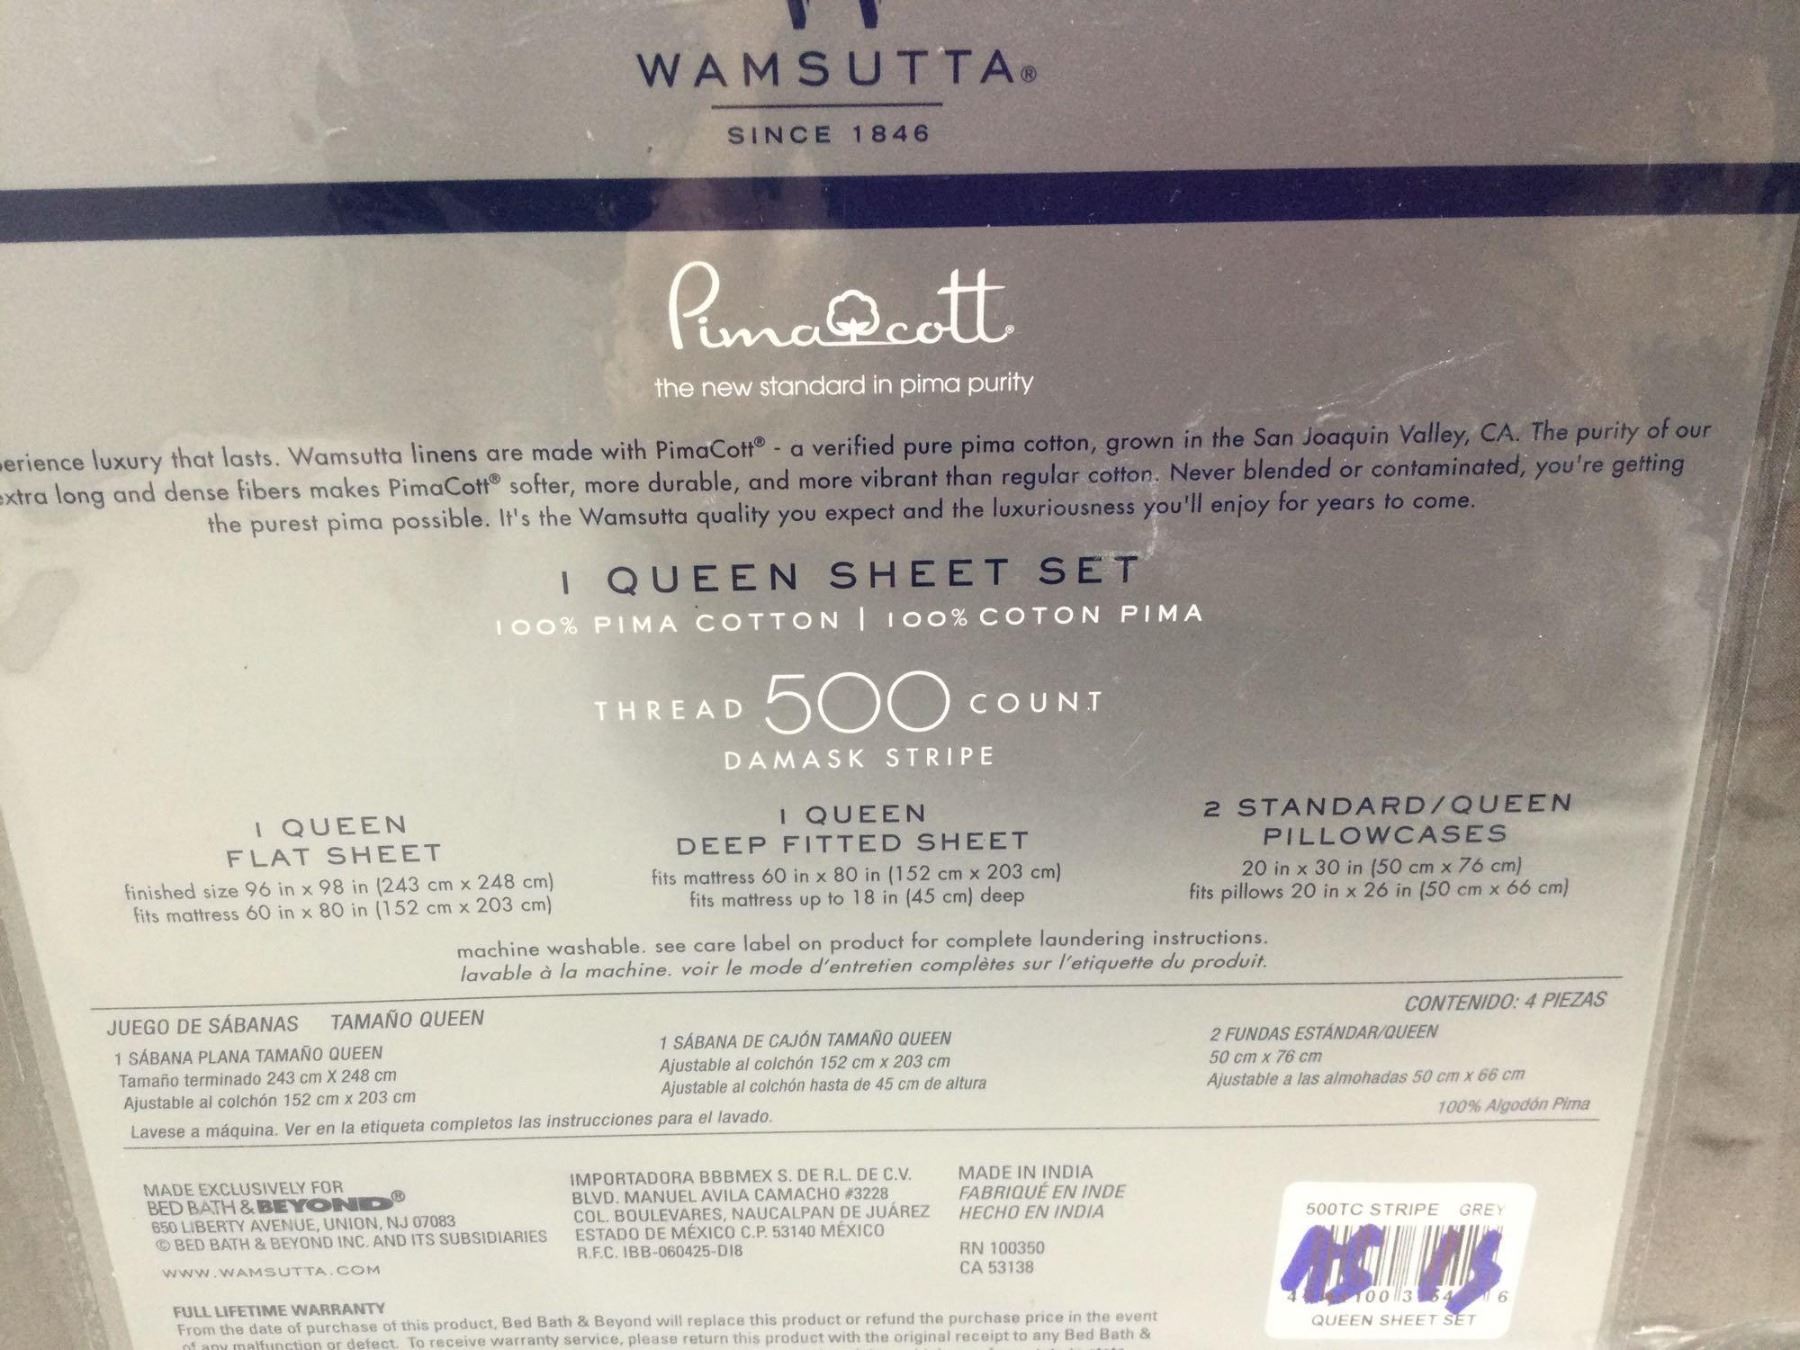 WAMSUTTA®
SINCE 1846
Pimacott®
the new standard in pima purity
erience luxury that lasts. Wamsutta linens are made with PimaCott® - a verified pure pima cotton, grown in the San Joaquin Valley, CA. The purity of our
extra long and dense fibers makes PimaCott® softer, more durable, and more vibrant than regular cotton. Never blended or contaminated, you're getting
the purest pima possible. It's the Wamsutta quality you expect and the luxuriousness you'll enjoy for years to come.
1 QUEEN SHEET SET
100% PIMA COTTON | 100% COTON PIMA
THREAD 500 COUNT
DAMASK STRIPE
1 QUEEN
FLAT SHEET
finished size 96 in x 98 in (243 cm x 248 cm)
fits mattress 60 in x 80 in (152 cm x 203 cm)
1 QUEEN
DEEP FITTED SHEET
fits mattress 60 in x 80 in (152 cm x 203 cm)
fits mattress up to 18 in (45 cm) deep
2 STANDARD/QUEEN
PILLOWCASES
20 in x 30 in (50 cm x 76 cm)
fits pillows 20 in x 26 in (50 cm x 66 cm)
machine washable. see care label on product for complete laundering instructions.
lavable à la machine. voir le mode d'entretien complètes sur l'etiquette du produit.
JUEGO DE SÁBANAS TAMAÑO QUEEN
CONTENIDO: 4 PIEZAS
1 SÁBANA PLANA TAMAÑO QUEEN
Tamaño terminado 243 cm X 248 cm
Ajustable al colchón 152 cm x 203 cm
1 SÁBANA DE CAJÓN TAMAÑO QUEEN
Ajustable al colchón 152 cm x 203 cm
Ajustable al colchón hasta de 45 cm de altura
2 FUNDAS ESTÁNDAR/QUEEN
50 cm x 76 cm
Ajustable a las almohadas 50 cm x 66 cm
100% Algodón Pima
Lavese a máquina. Ver en la etiqueta completos las instrucciones para el lavado.
MADE EXCLUSIVELY FOR
BED BATH & BEYOND®
650 LIBERTY AVENUE, UNION, NJ 07083
© BED BATH & BEYOND INC. AND ITS SUBSIDIARIES
WWW.WAMSUTTA.COM
IMPORTADORA BBBMEX S. DE R.L. DE C.V.
BLVD. MANUEL AVILA CAMACHO #3228
COL. BOULEVARES, NAUCALPAN DE JUÁREZ
ESTADO DE MÉXICO C.P. 53140 MÉXICO
R.F.C. IBB-060425-DI8
MADE IN INDIA
FABRIQUÉ EN INDE
HECHO EN INDIA
RN 100350
CA 53138
500TC STRIPE GREY
QUEEN SHEET SET
FULL LIFETIME WARRANTY
From the date of purchase of this product, Bed Bath & Beyond will replace this product or refund the purchase price in the event
of any malfunction or defect. To receive warranty service, please return this product with the original receipt to any Bed Bath &